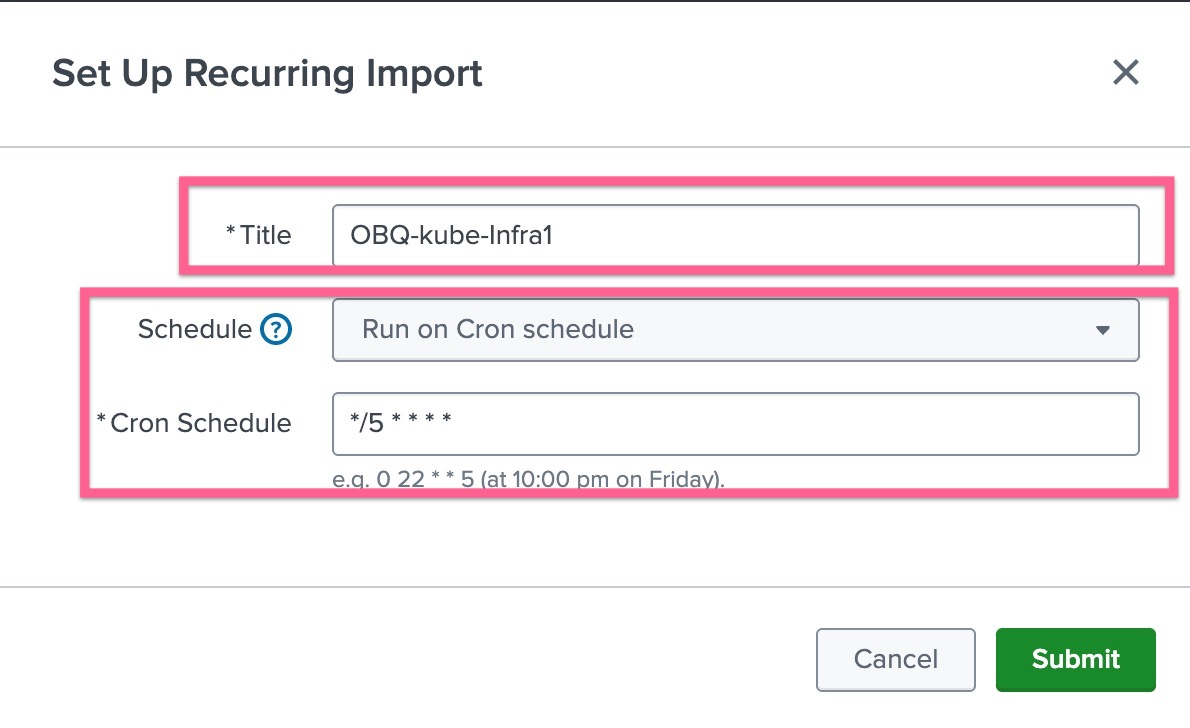 Set Up Recurring Import
* Title OBQ-kube-Infra1
Schedule ? Run on Cron schedule
* Cron Schedule */5 * * * *
e.g. 0 22 * * 5 (at 10:00 pm on Friday).
Cancel Submit